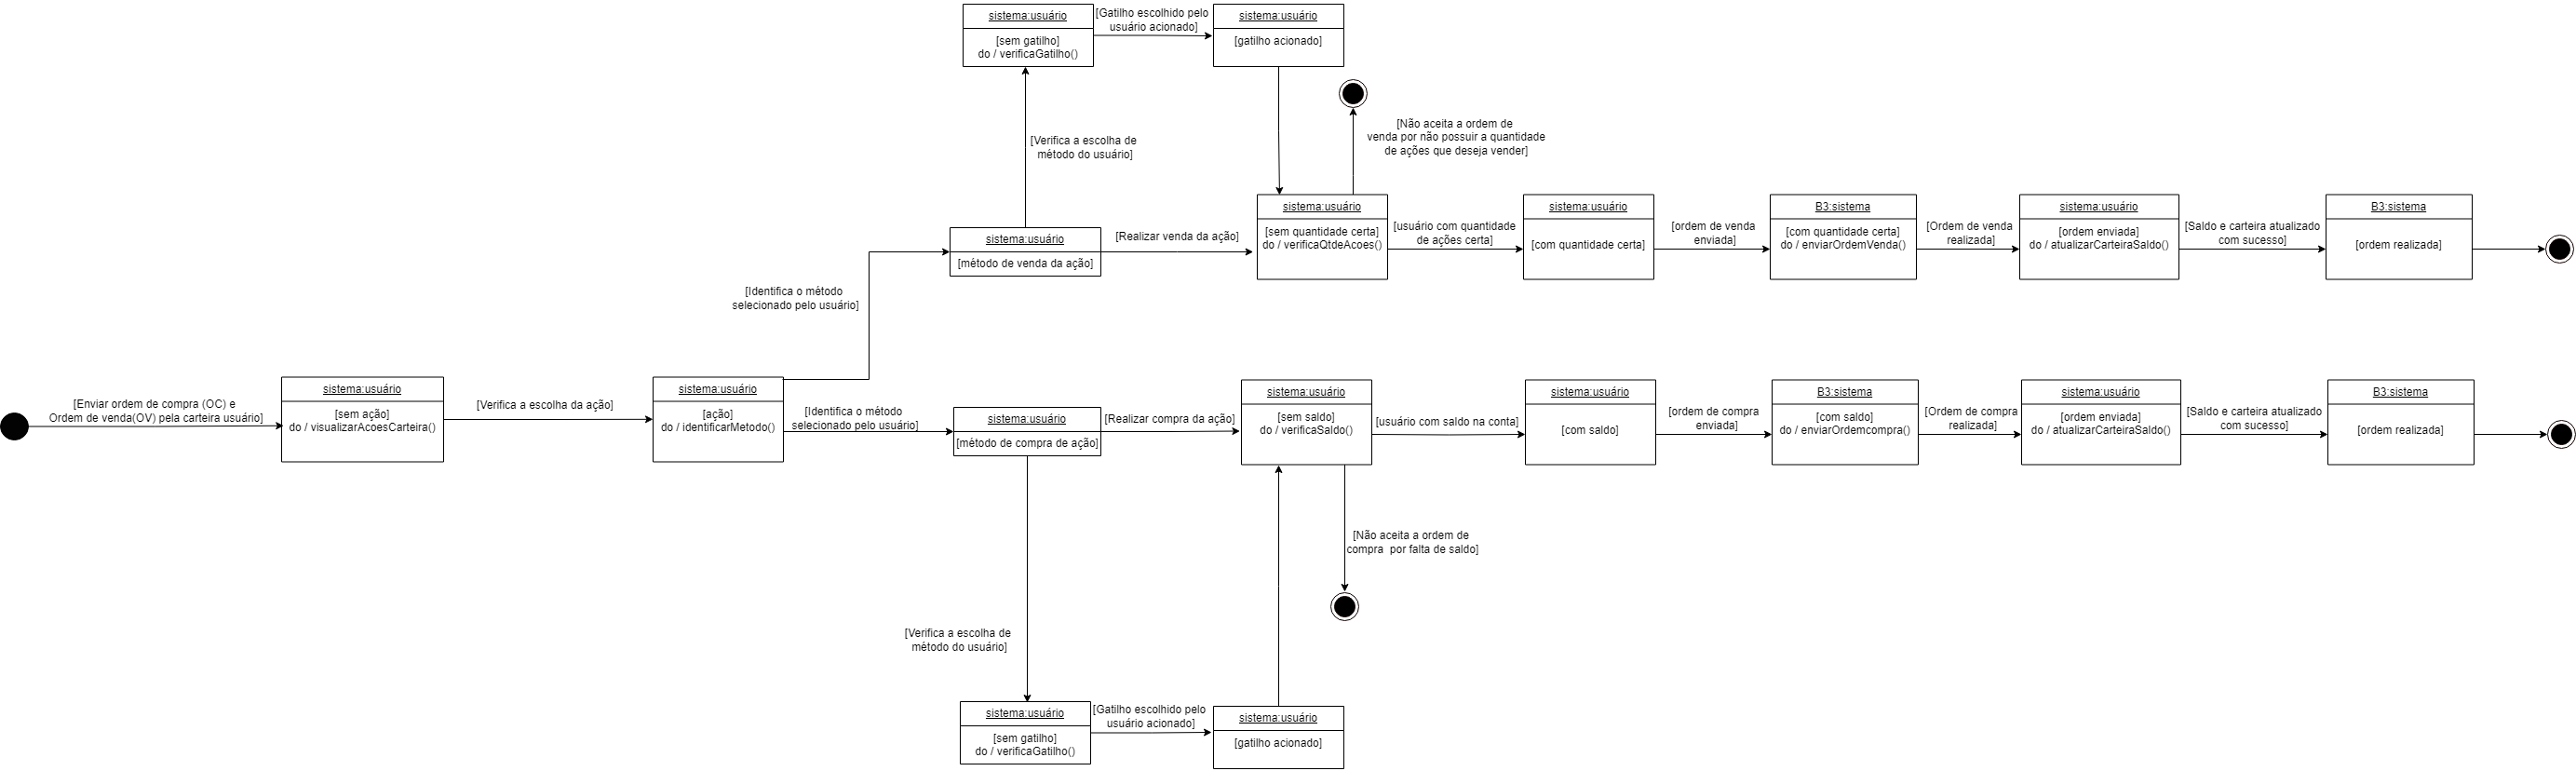 sistema:usuário
[sem gatilho]
do / verificaGatilho()
[Gatilho escolhido pelo
usuário acionado]
sistema:usuário
[gatilho acionado]
[Verifica a escolha de
método do usuário]
[Não aceita a ordem de
venda por não possuir a quantidade
de ações que deseja vender]
sistema:usuário
[método de venda da ação]
[Realizar venda da ação]
sistema:usuário
[sem quantidade certa]
do / verificaQtdeAcoes()
[usuário com quantidade
de ações certa]
sistema:usuário
[com quantidade certa]
[ordem de venda
enviada]
B3:sistema
[com quantidade certa]
do / enviarOrdemVenda()
[Ordem de venda
realizada]
sistema:usuário
[ordem enviada]
do / atualizarCarteiraSaldo()
[Saldo e carteira atualizado
com sucesso]
B3:sistema
[ordem realizada]
[Identifica o método
selecionado pelo usuário]
[Enviar ordem de compra (OC) e
Ordem de venda(OV) pela carteira usuário]
sistema:usuário
[sem ação]
do / visualizarAcoesCarteira()
[Verifica a escolha da ação]
sistema:usuário
[ação]
do / identificarMetodo()
[Identifica o método
selecionado pelo usuário]
sistema:usuário
[método de compra de ação]
[Realizar compra da ação]
sistema:usuário
[sem saldo]
do / verificaSaldo()
[usuário com saldo na conta]
sistema:usuário
[com saldo]
[ordem de compra
enviada]
B3:sistema
[com saldo]
do / enviarOrdemcompra()
[Ordem de compra
realizada]
sistema:usuário
[ordem enviada]
do / atualizarCarteiraSaldo()
[Saldo e carteira atualizado
com sucesso]
B3:sistema
[ordem realizada]
[Não aceita a ordem de
compra  por falta de saldo]
[Verifica a escolha de
método do usuário]
sistema:usuário
[sem gatilho]
do / verificaGatilho()
[Gatilho escolhido pelo
usuário acionado]
sistema:usuário
[gatilho acionado]